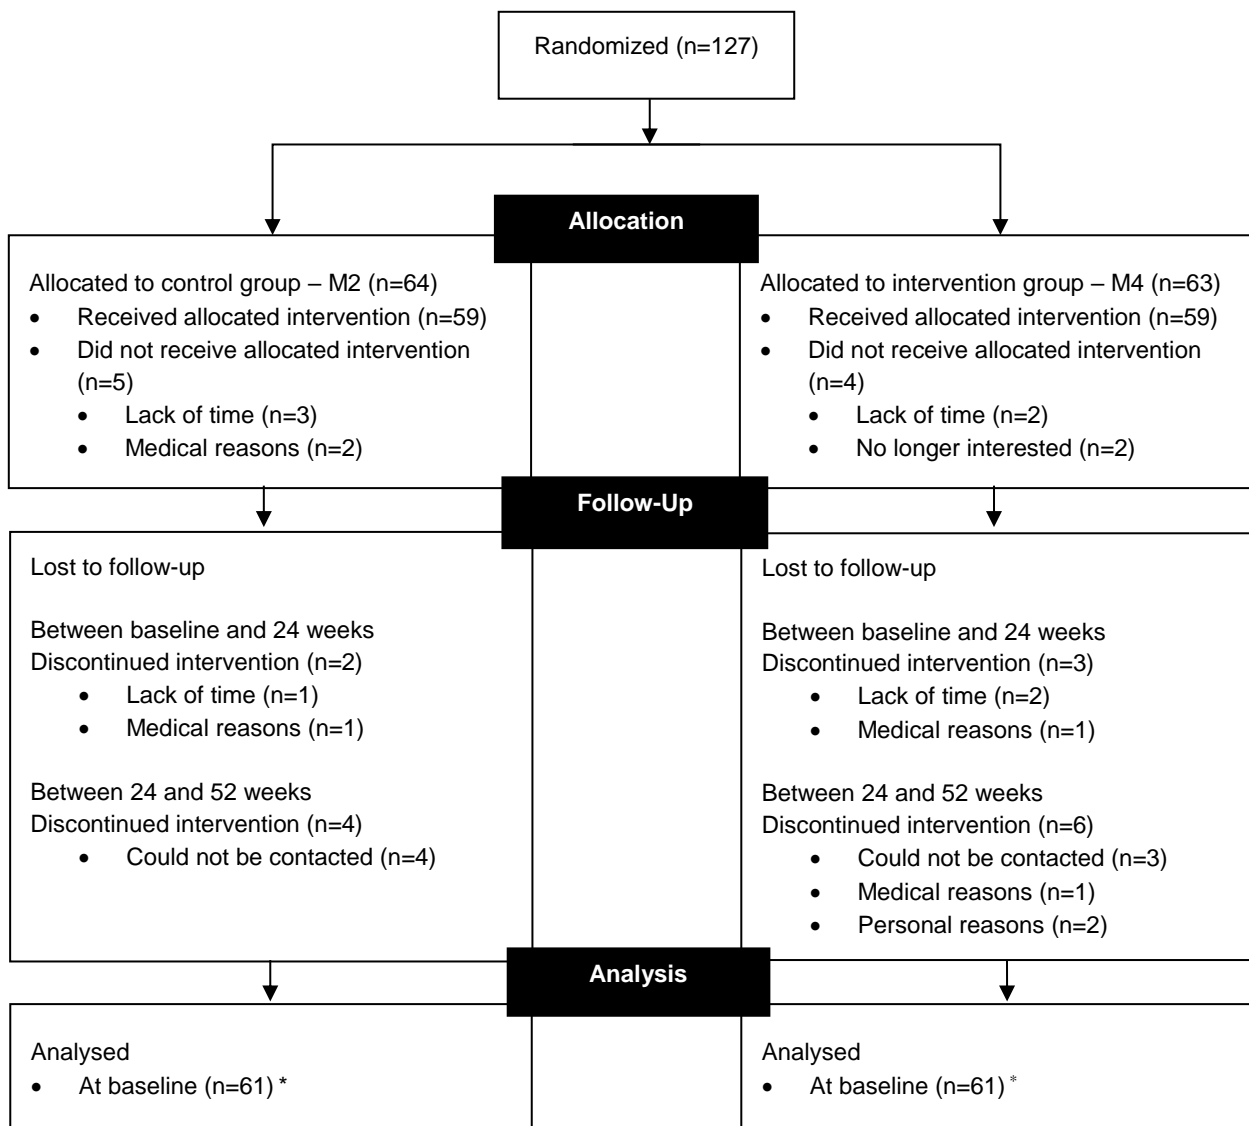 Randomized (n=127)
Allocation
Allocated to control group – M2 (n=64)
• Received allocated intervention (n=59)
• Did not receive allocated intervention
(n=5)
• Lack of time (n=3)
• Medical reasons (n=2)
Allocated to intervention group – M4 (n=63)
• Received allocated intervention (n=59)
• Did not receive allocated intervention
(n=4)
• Lack of time (n=2)
• No longer interested (n=2)
Follow-Up
Lost to follow-up
Between baseline and 24 weeks
Discontinued intervention (n=2)
• Lack of time (n=1)
• Medical reasons (n=1)
Between 24 and 52 weeks
Discontinued intervention (n=4)
• Could not be contacted (n=4)
Lost to follow-up
Between baseline and 24 weeks
Discontinued intervention (n=3)
• Lack of time (n=2)
• Medical reasons (n=1)
Between 24 and 52 weeks
Discontinued intervention (n=6)
• Could not be contacted (n=3)
• Medical reasons (n=1)
• Personal reasons (n=2)
Analysis
Analysed
• At baseline (n=61) *
Analysed
• At baseline (n=61) *